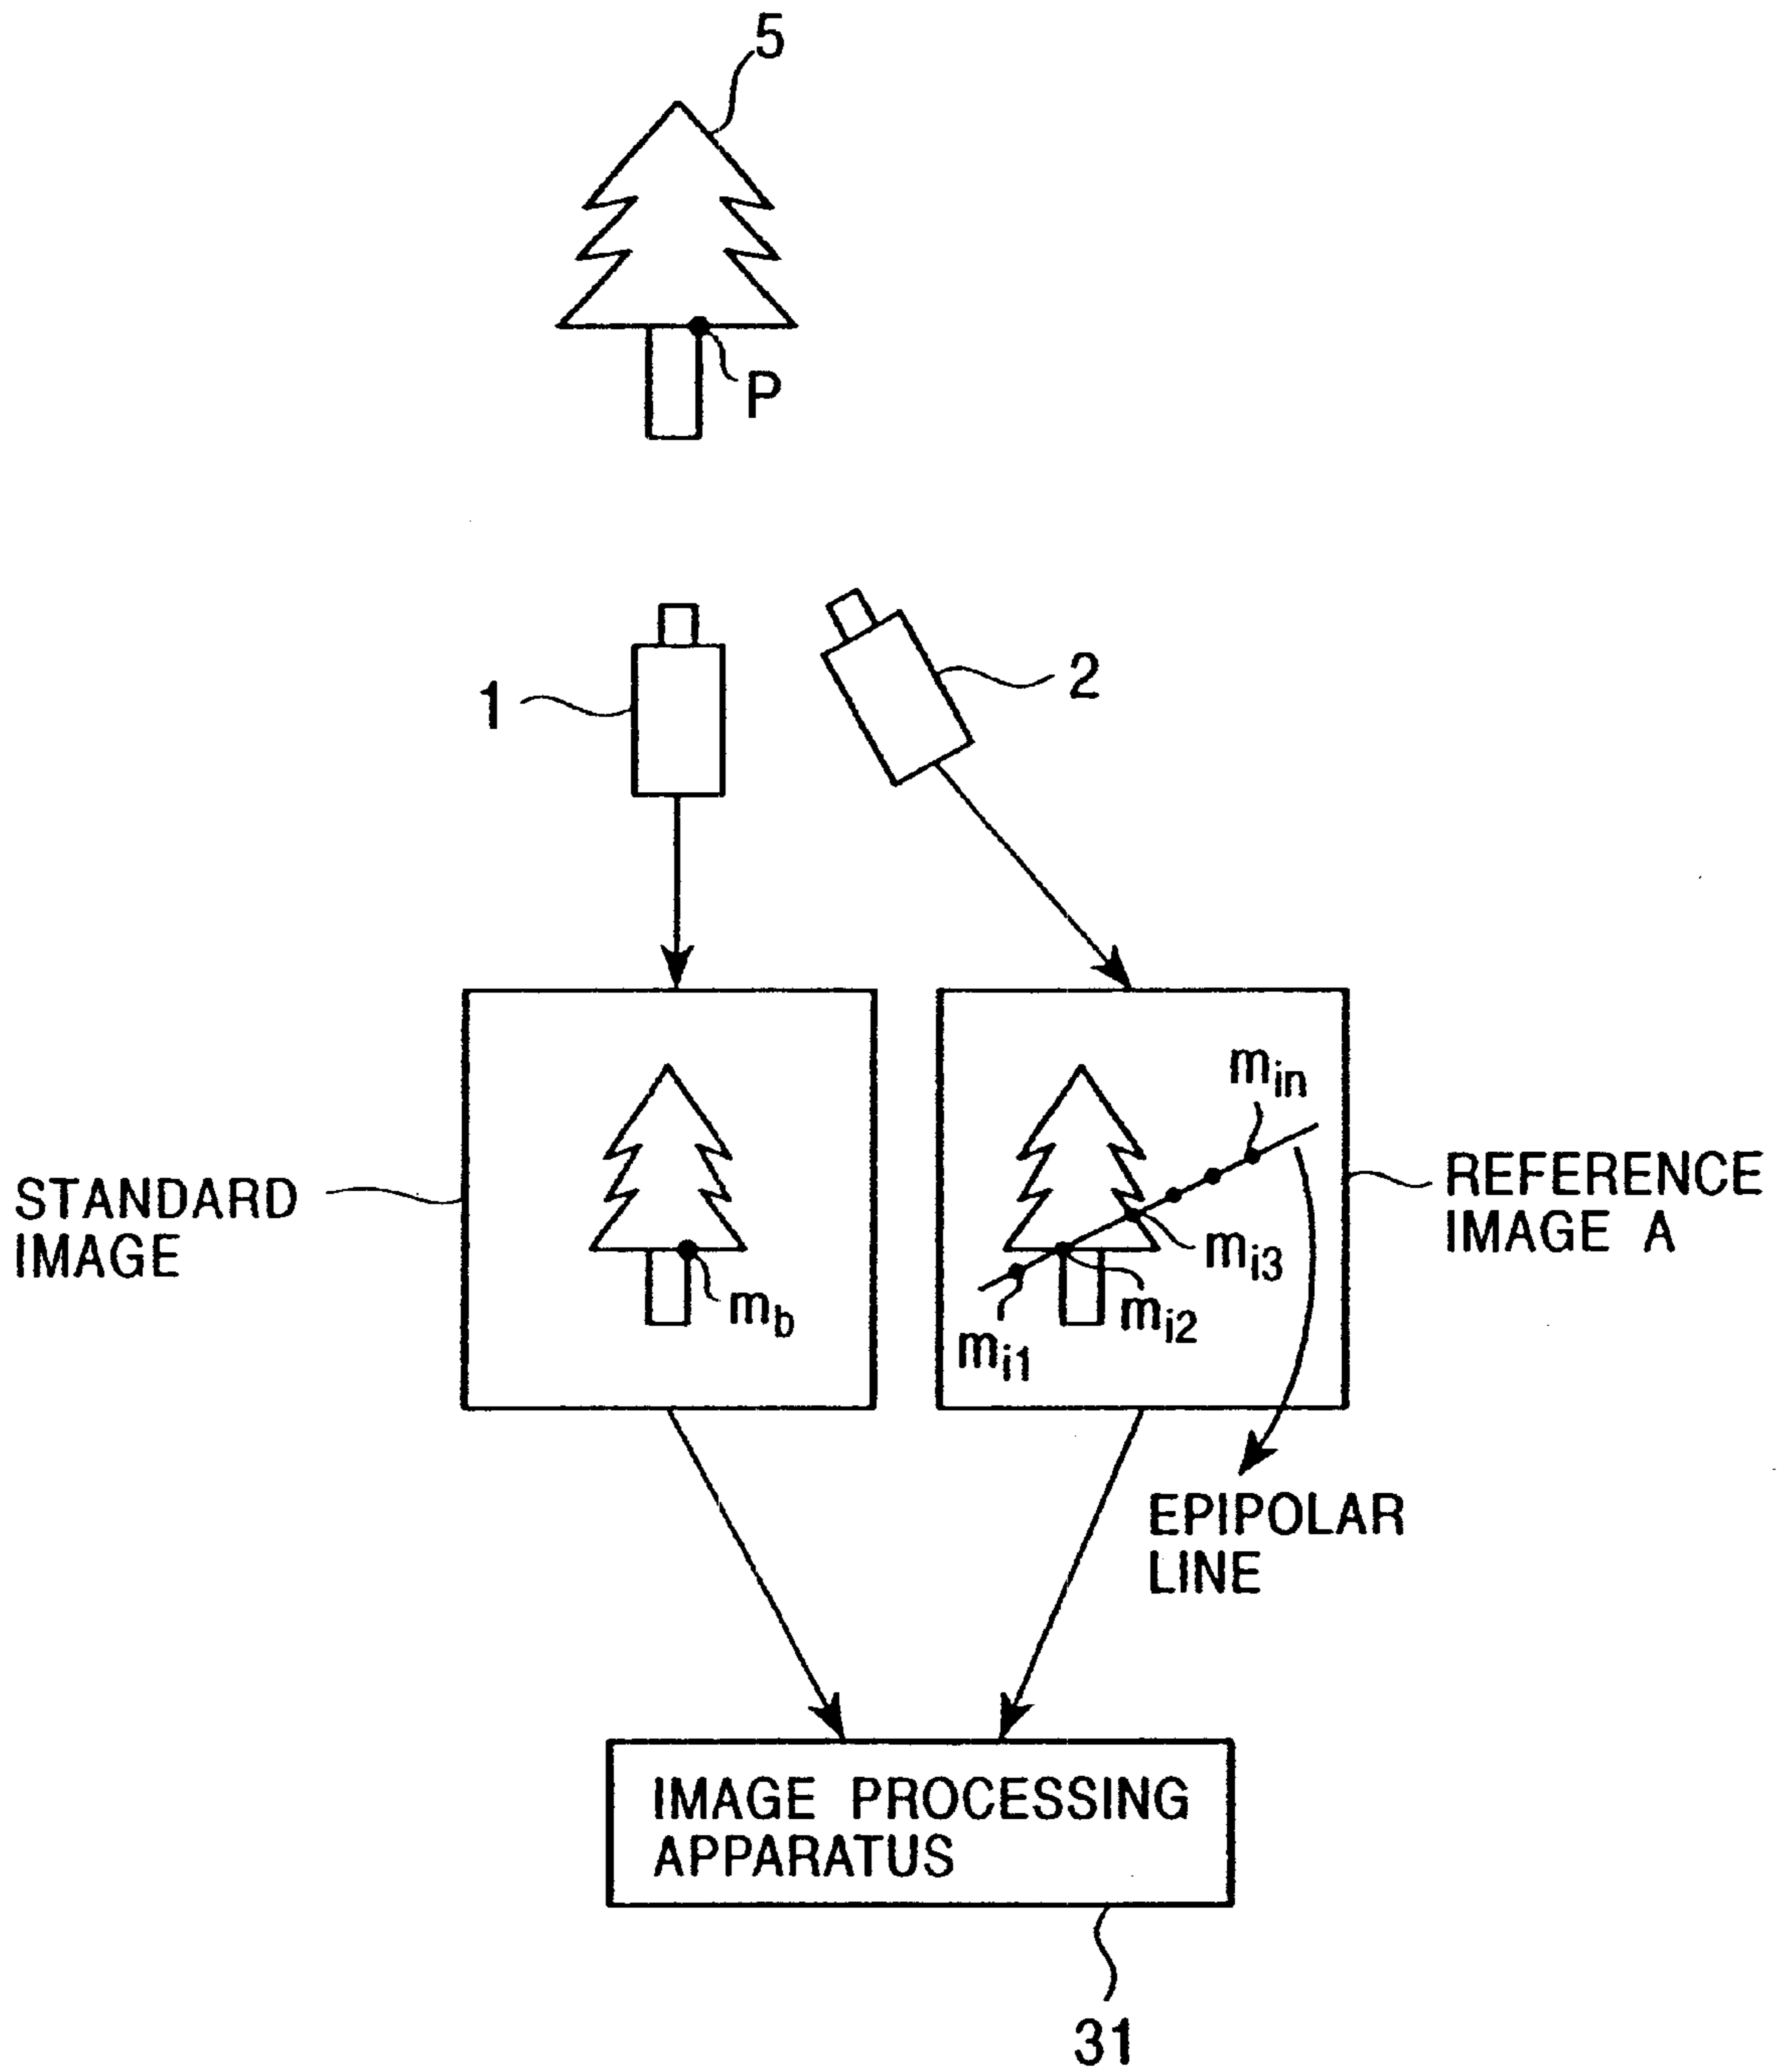 5
P
1
2
m_in
STANDARD
IMAGE
REFERENCE
IMAGE A
m_i3
m_b
m_i2
m_i1
EPIPOLAR
LINE
IMAGE PROCESSING
APPARATUS
31